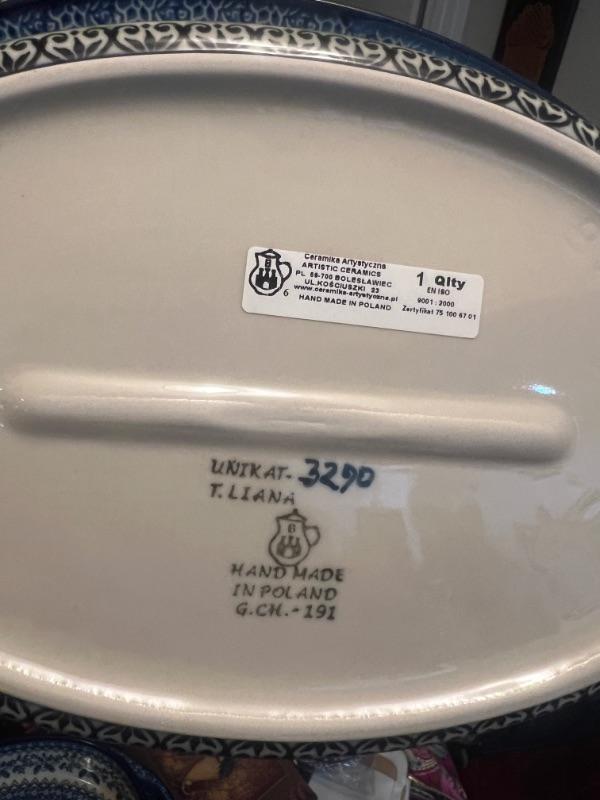 Ceramika Artystyczna
ARTISTIC CERAMICS
PL 59-700 BOLESŁAWIEC
UL.KOŚCIUSZKI 23
www.ceramika-artystyczna.pl
HAND MADE IN POLAND
B
6
1 Qlty
EN ISO
9001 : 2000
Zertyfikat 75 100 67 01
UNIKAT- 3290
T. LIANA
B
HAND MADE
IN POLAND
G.CH.-191